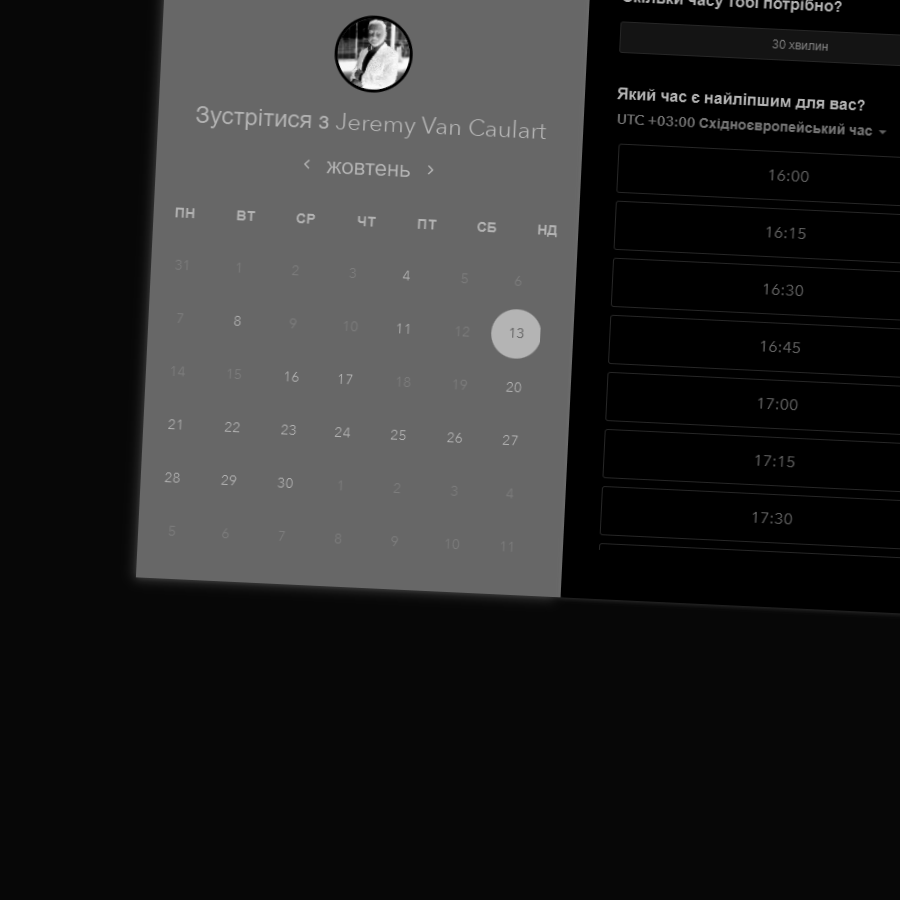 Зустрітися з Jeremy Van Caulart
жовтень
ПН ВТ СР ЧТ ПТ СБ НД
31 1 2 3 4 5 6
7 8 9 10 11 12 13
14 15 16 17 18 19 20
21 22 23 24 25 26 27
28 29 30 1 2 3 4
5 6 7 8 9 10 11
Скільки часу тобі потрібно?
30 хвилин
Який час є найліпшим для вас?
UTC +03:00 Східноєвропейський час
16:00
16:15
16:30
16:45
17:00
17:15
17:30